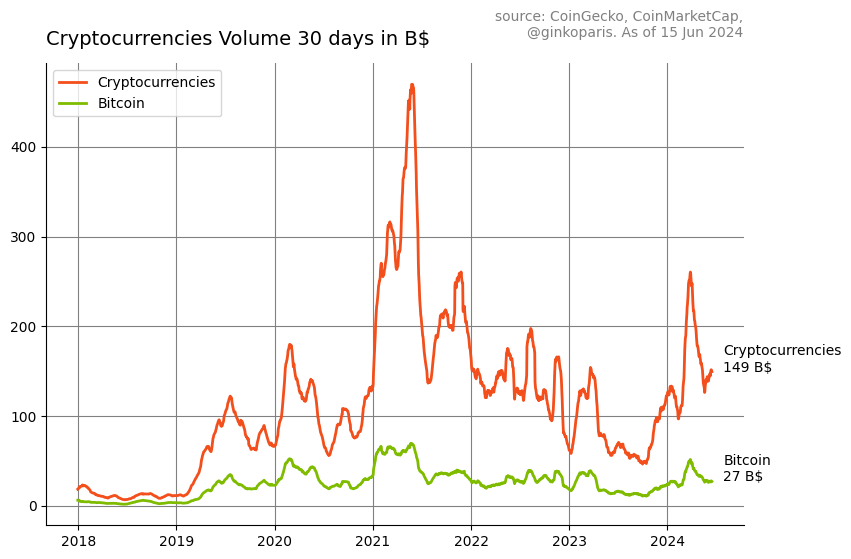 source: CoinGecko, CoinMarketCap,
@ginkoparis. As of 15 Jun 2024
Cryptocurrencies Volume 30 days in B$
Cryptocurrencies
Bitcoin
400
300
200
100
0
Cryptocurrencies
149 B$
Bitcoin
27 B$
2018 2019 2020 2021 2022 2023 2024